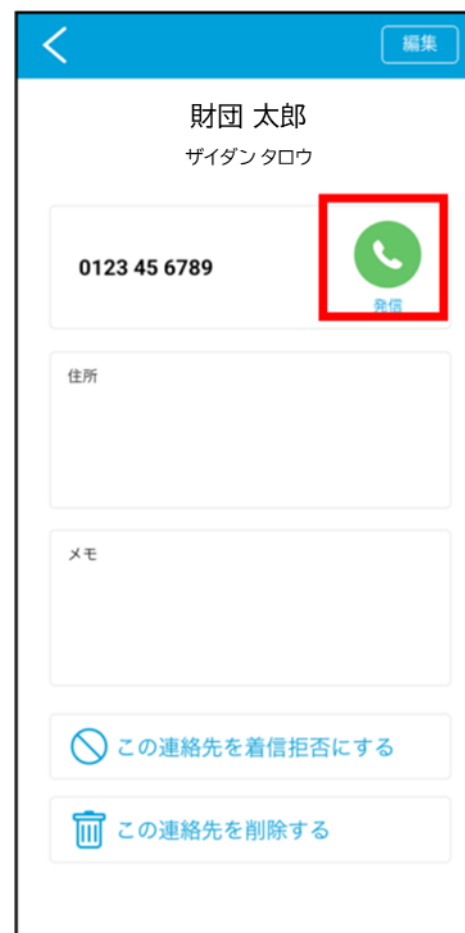 編集
財団 太郎
ザイダン タロウ
0123 45 6789
発信
住所
メモ
この連絡先を着信拒否にする
この連絡先を削除する